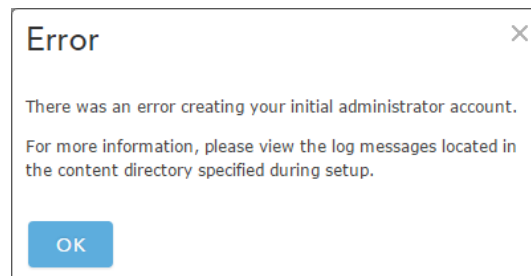 Error
There was an error creating your initial administrator account.
For more information, please view the log messages located in
the content directory specified during setup.
OK